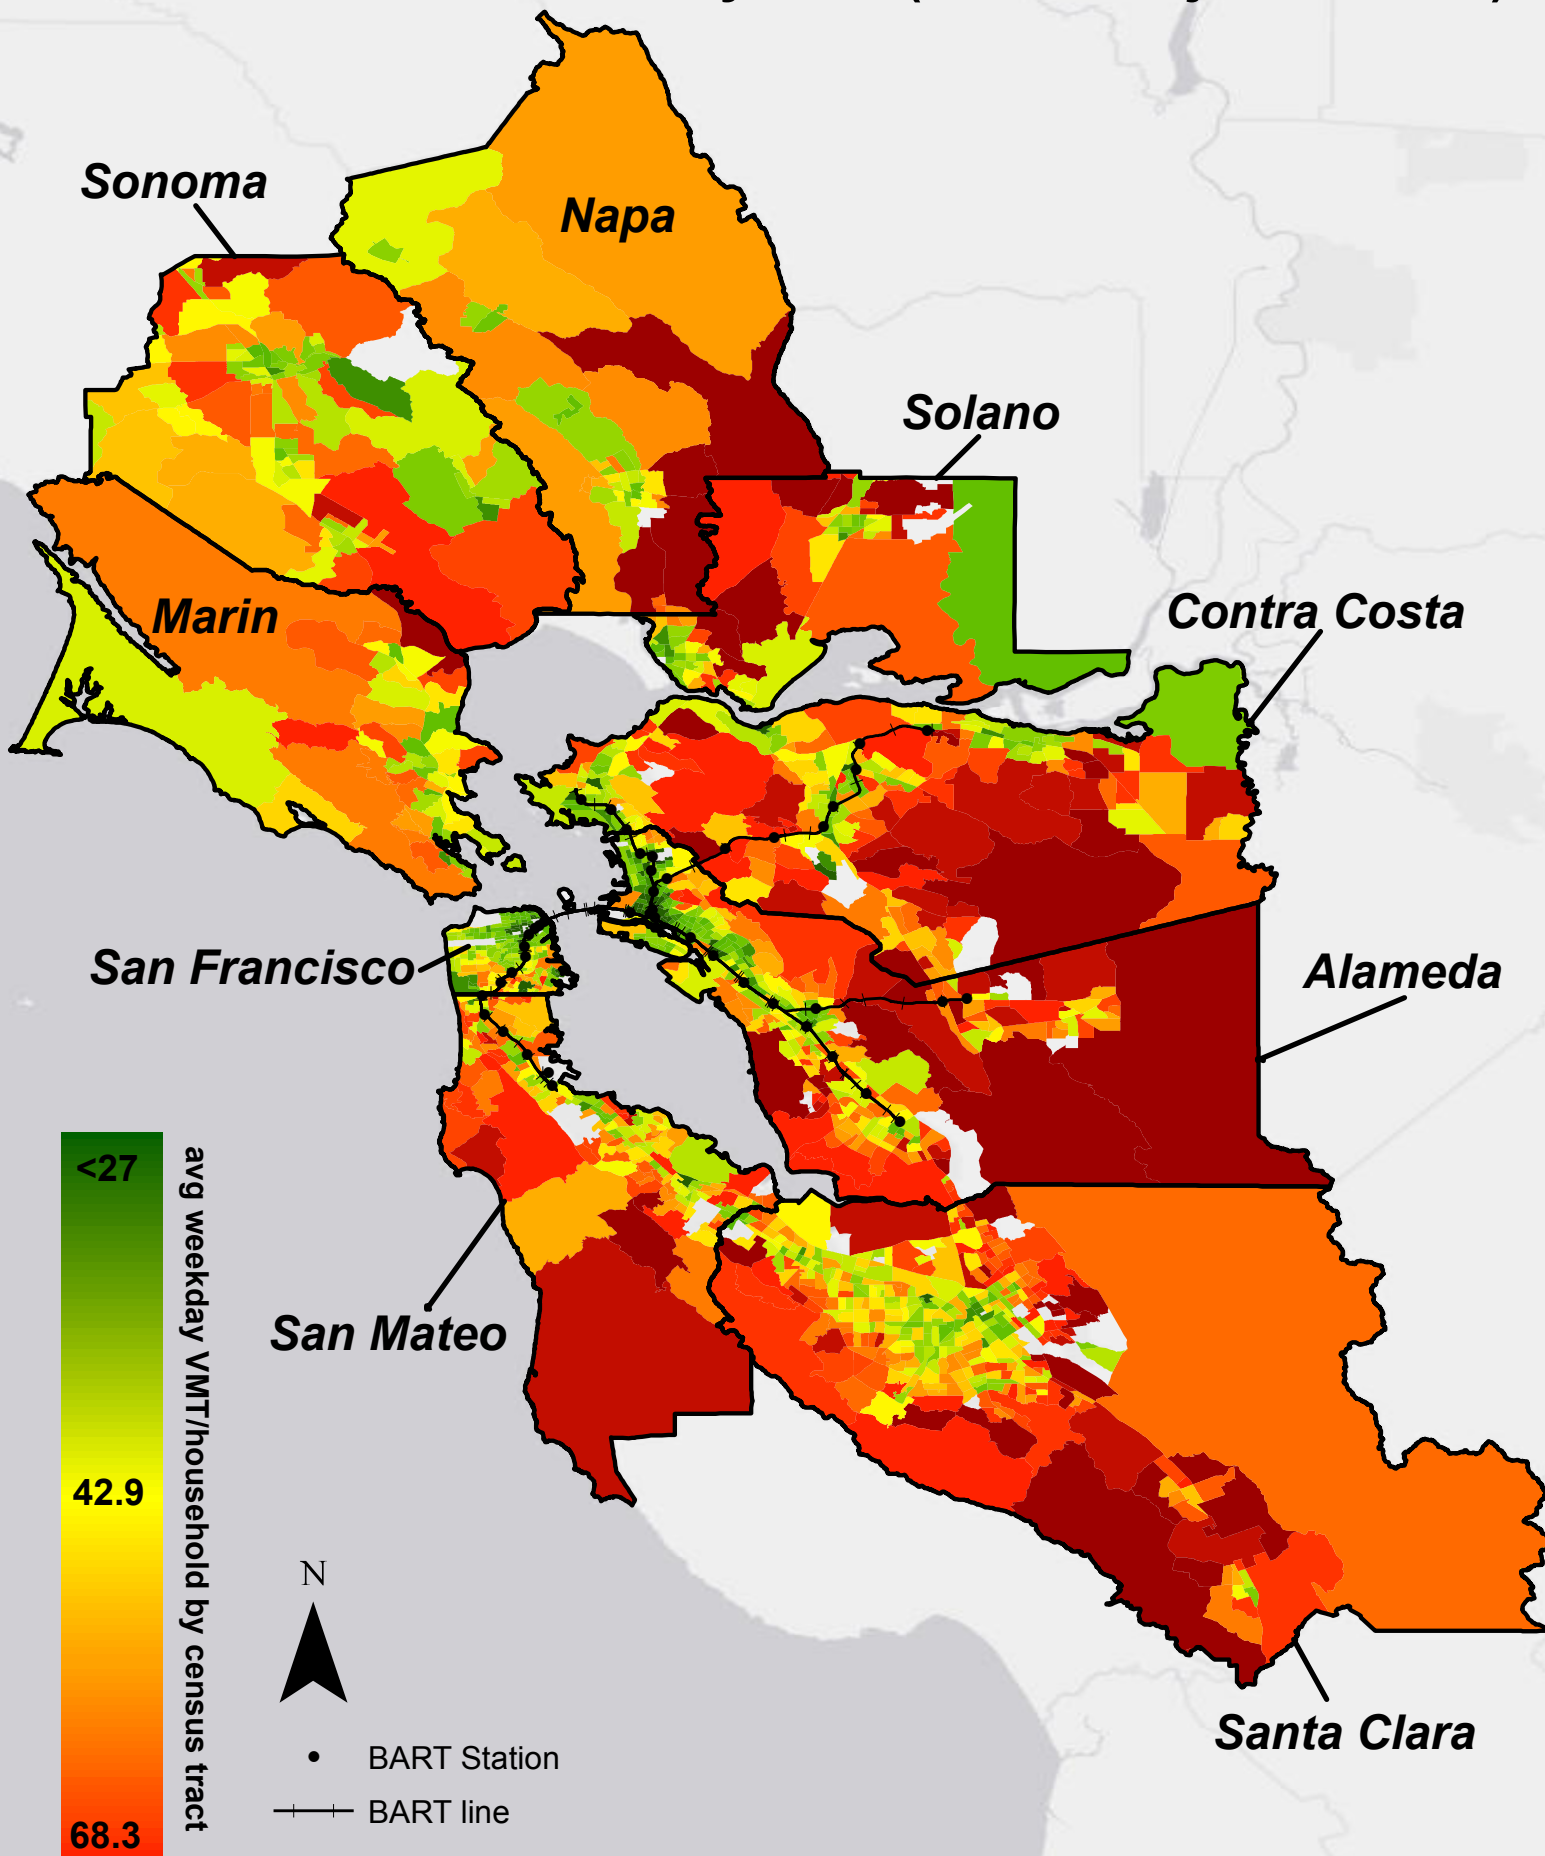 Sonoma
Napa
Solano
Contra Costa
Marin
San Francisco
Alameda
San Mateo
Santa Clara
<27
42.9
68.3
avg weekday VMT/household by census tract
N
BART Station
BART line